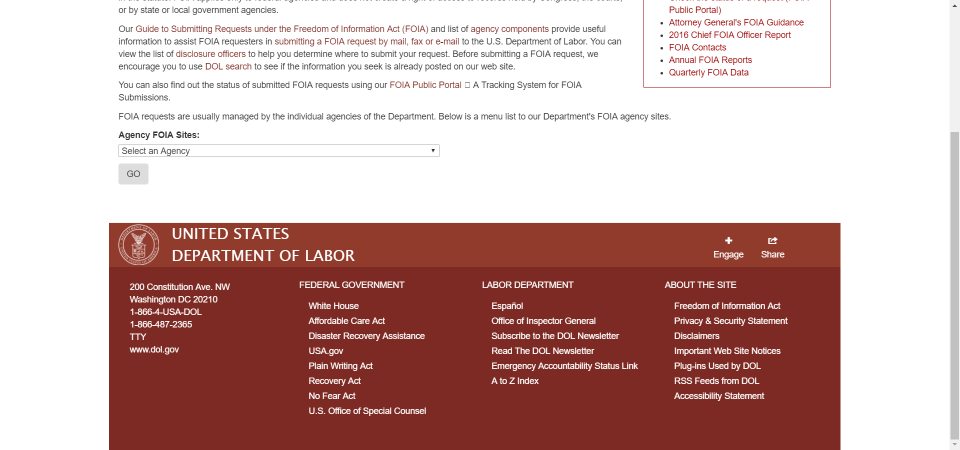 or by state or local government agencies.
Our Guide to Submitting Requests under the Freedom of Information Act (FOIA) and list of agency components provide useful
information to assist FOIA requesters in submitting a FOIA request by mail, fax or e-mail to the U.S. Department of Labor. You can
view the list of disclosure officers to help you determine where to submit your request. Before submitting a FOIA request, we
encourage you to use DOL search to see if the information you seek is already posted on our web site.
You can also find out the status of submitted FOIA requests using our FOIA Public Portal A Tracking System for FOIA
Submissions.
FOIA requests are usually managed by the individual agencies of the Department. Below is a menu list to our Department's FOIA agency sites.
Agency FOIA Sites:
Select an Agency
GO
Public Portal)
Attorney General's FOIA Guidance
2016 Chief FOIA Officer Report
FOIA Contacts
Annual FOIA Reports
Quarterly FOIA Data
UNITED STATES
DEPARTMENT OF LABOR
Engage
Share
200 Constitution Ave. NW
Washington DC 20210
1-866-4-USA-DOL
1-866-487-2365
TTY
www.dol.gov
FEDERAL GOVERNMENT
White House
Affordable Care Act
Disaster Recovery Assistance
USA.gov
Plain Writing Act
Recovery Act
No Fear Act
U.S. Office of Special Counsel
LABOR DEPARTMENT
Español
Office of Inspector General
Subscribe to the DOL Newsletter
Read The DOL Newsletter
Emergency Accountability Status Link
A to Z Index
ABOUT THE SITE
Freedom of Information Act
Privacy & Security Statement
Disclaimers
Important Web Site Notices
Plug-ins Used by DOL
RSS Feeds from DOL
Accessibility Statement